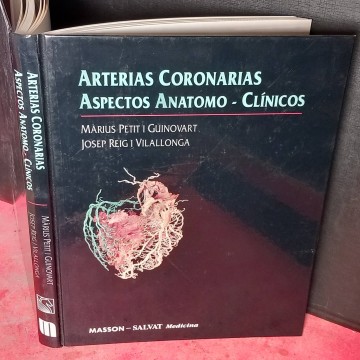 ARTERIAS CORONARIAS
ASPECTOS ANATOMO - CLÍNICOS
MÀRIUS PETIT I GUINOVART
JOSEP REIG I VILALLONGA
MASSON - SALVAT Medicina
ARTERIAS CORONARIAS
ASPECTOS ANATOMO - CLÍNICOS
MÀRIUS PETIT I GUINOVART
JOSEP REIG I VILALLONGA